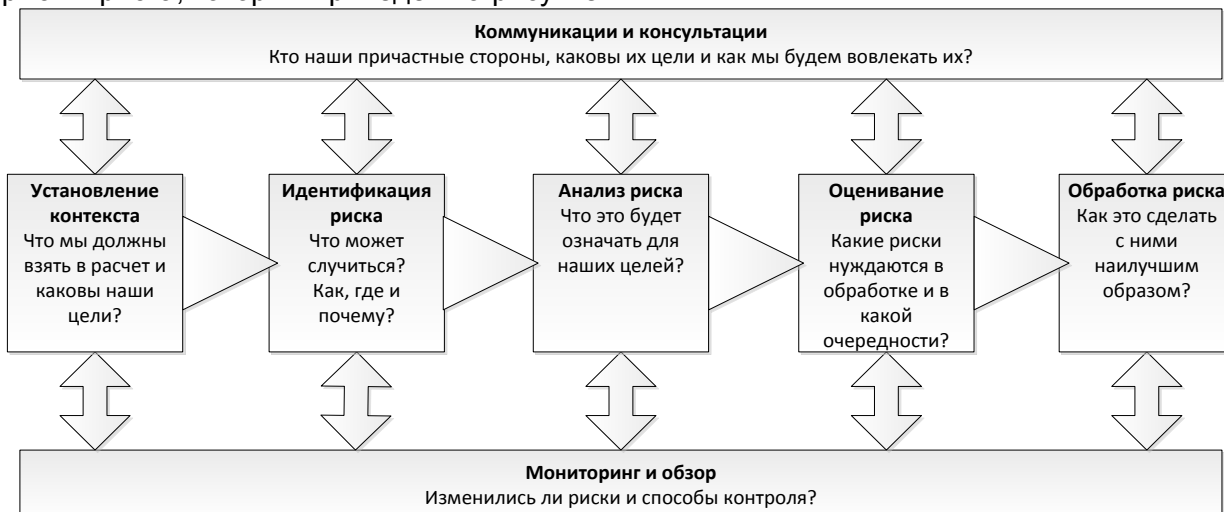 Коммуникации и консультации
Кто наши причастные стороны, каковы их цели и как мы будем вовлекать их?
Установление
контекста
Что мы должны
взять в расчет и
каковы наши
цели?
Идентификация
риска
Что может
случиться?
Как, где и
почему?
Анализ риска
Что это будет
означать для
наших целей?
Оценивание
риска
Какие риски
нуждаются в
обработке и в
какой
очередности?
Обработка риска
Как это сделать
с ними
наилучшим
образом?
Мониторинг и обзор
Изменились ли риски и способы контроля?